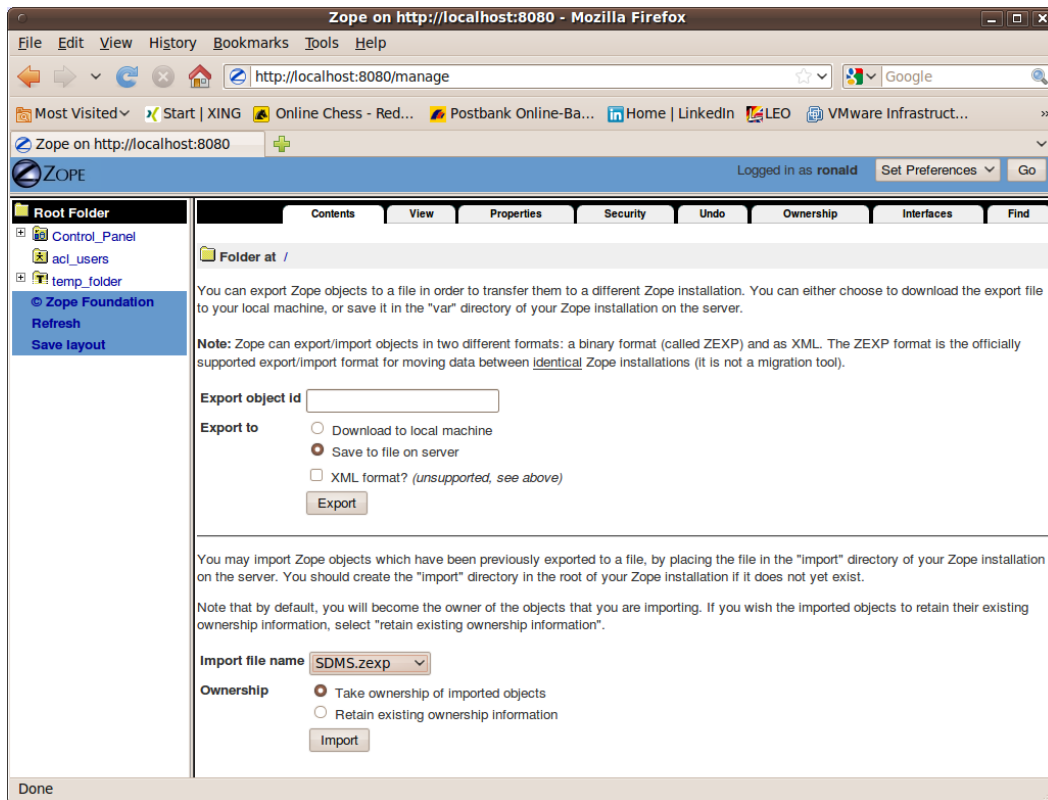 Zope on http://localhost:8080 - Mozilla Firefox
File Edit View History Bookmarks Tools Help
http://localhost:8080/manage Google
Most Visited Start | XING Online Chess - Red... Postbank Online-Ba... Home | LinkedIn LEO VMware Infrastruct... »
Zope on http://localhost:8080
ZOPE Logged in as ronald Set Preferences Go
Root Folder
Control_Panel
acl_users
temp_folder
© Zope Foundation
Refresh
Save layout
Contents View Properties Security Undo Ownership Interfaces Find
Folder at /
You can export Zope objects to a file in order to transfer them to a different Zope installation. You can either choose to download the export file
to your local machine, or save it in the "var" directory of your Zope installation on the server.
Note: Zope can export/import objects in two different formats: a binary format (called ZEXP) and as XML. The ZEXP format is the officially
supported export/import format for moving data between identical Zope installations (it is not a migration tool).
Export object id
Export to
Download to local machine
Save to file on server
XML format? (unsupported, see above)
Export
You may import Zope objects which have been previously exported to a file, by placing the file in the "import" directory of your Zope installation
on the server. You should create the "import" directory in the root of your Zope installation if it does not yet exist.
Note that by default, you will become the owner of the objects that you are importing. If you wish the imported objects to retain their existing
ownership information, select "retain existing ownership information".
Import file name SDMS.zexp
Ownership
Take ownership of imported objects
Retain existing ownership information
Import
Done